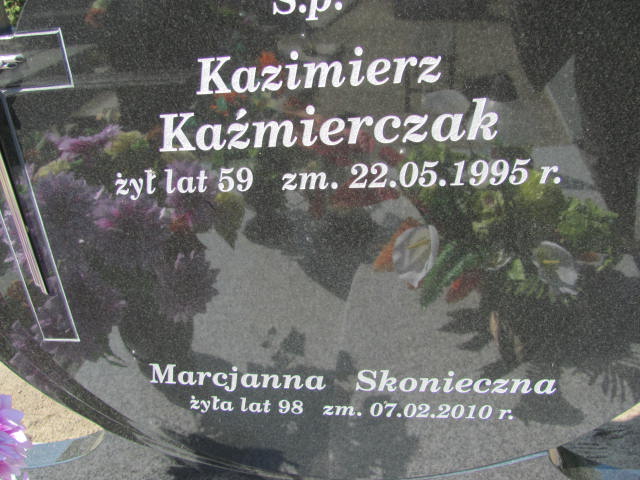 Ś.p.
Kazimierz
Kaźmierczak
żył lat 59 zm. 22.05.1995 r.
Marcjanna Skonieczna
żyła lat 98 zm. 07.02.2010 r.